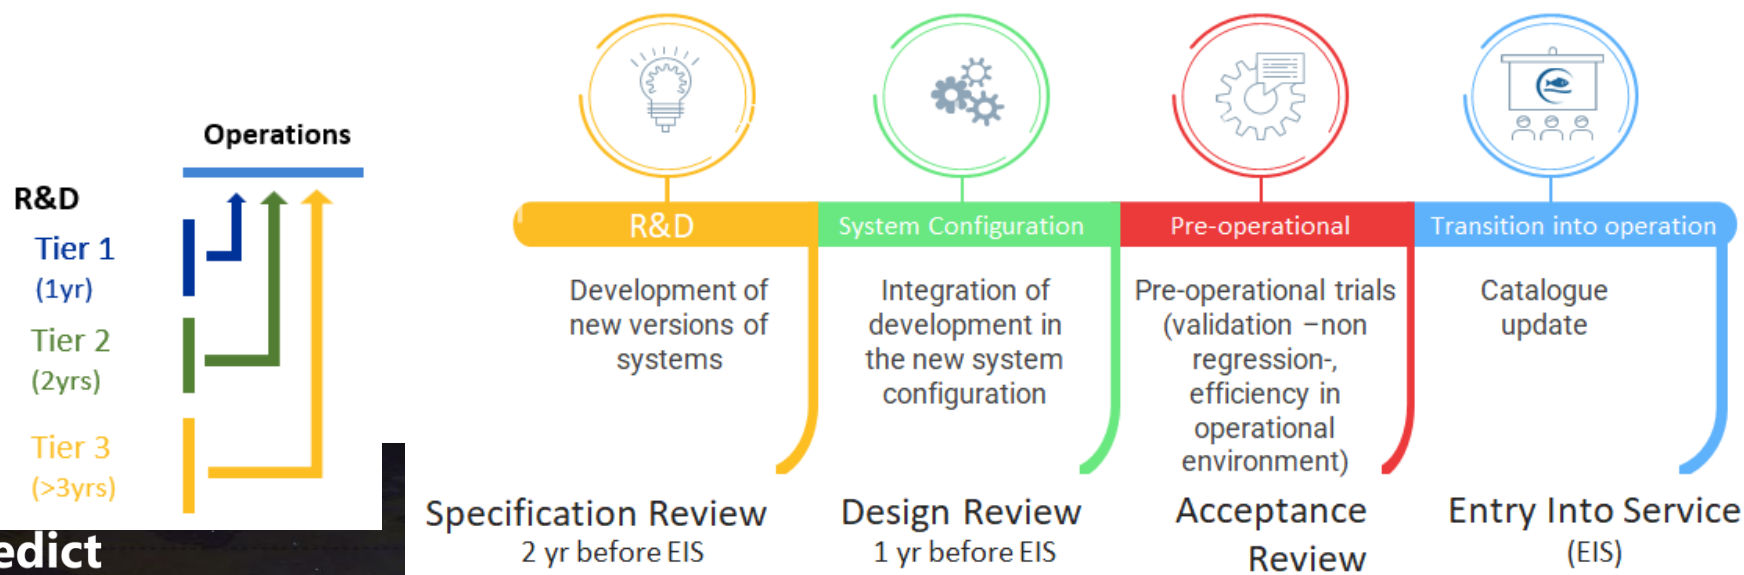 Operations
R&D
Tier 1
(1yr)
Tier 2
(2yrs)
Tier 3
(>3yrs)
edict
R&D
Development of
new versions of
systems
Specification Review
2 yr before EIS
System Configuration
Integration of
development in
the new system
configuration
Design Review
1 yr before EIS
Pre-operational
Pre-operational trials
(validation –non
regression-,
efficiency in
operational
environment)
Acceptance
Review
Transition into operation
Catalogue
update
Entry Into Service
(EIS)